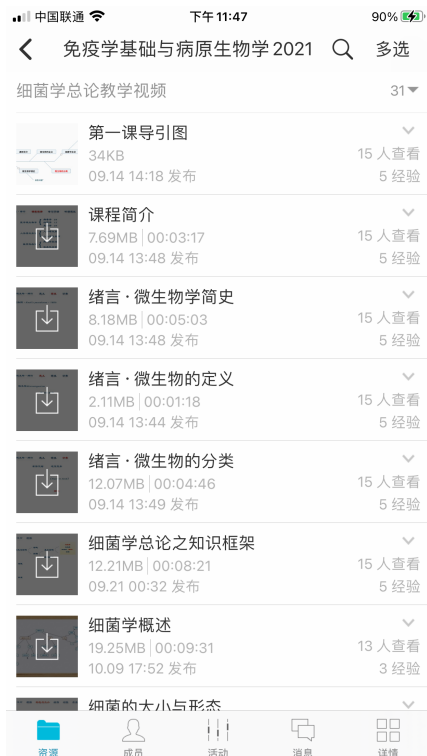 中国联通 下午11:47 90%
免疫学基础与病原生物学2021 多选
细菌学总论教学视频 31
第一课导引图
34KB 15 人查看
09.14 14:18 发布 5 经验
课程简介
7.69MB | 00:03:17 15 人查看
09.14 13:48 发布 5 经验
绪言·微生物学简史
8.18MB | 00:05:03 15 人查看
09.14 13:48 发布 5 经验
绪言·微生物的定义
2.11MB | 00:01:18 15 人查看
09.14 13:44 发布 5 经验
绪言·微生物的分类
12.07MB | 00:04:46 15 人查看
09.14 13:49 发布 5 经验
细菌学总论之知识框架
12.21MB | 00:08:21 15 人查看
09.21 00:32 发布 5 经验
细菌学概述
19.25MB | 00:09:31 13 人查看
10.09 17:52 发布 3 经验
细菌的大小与形态
资源 成员 活动 消息 详情